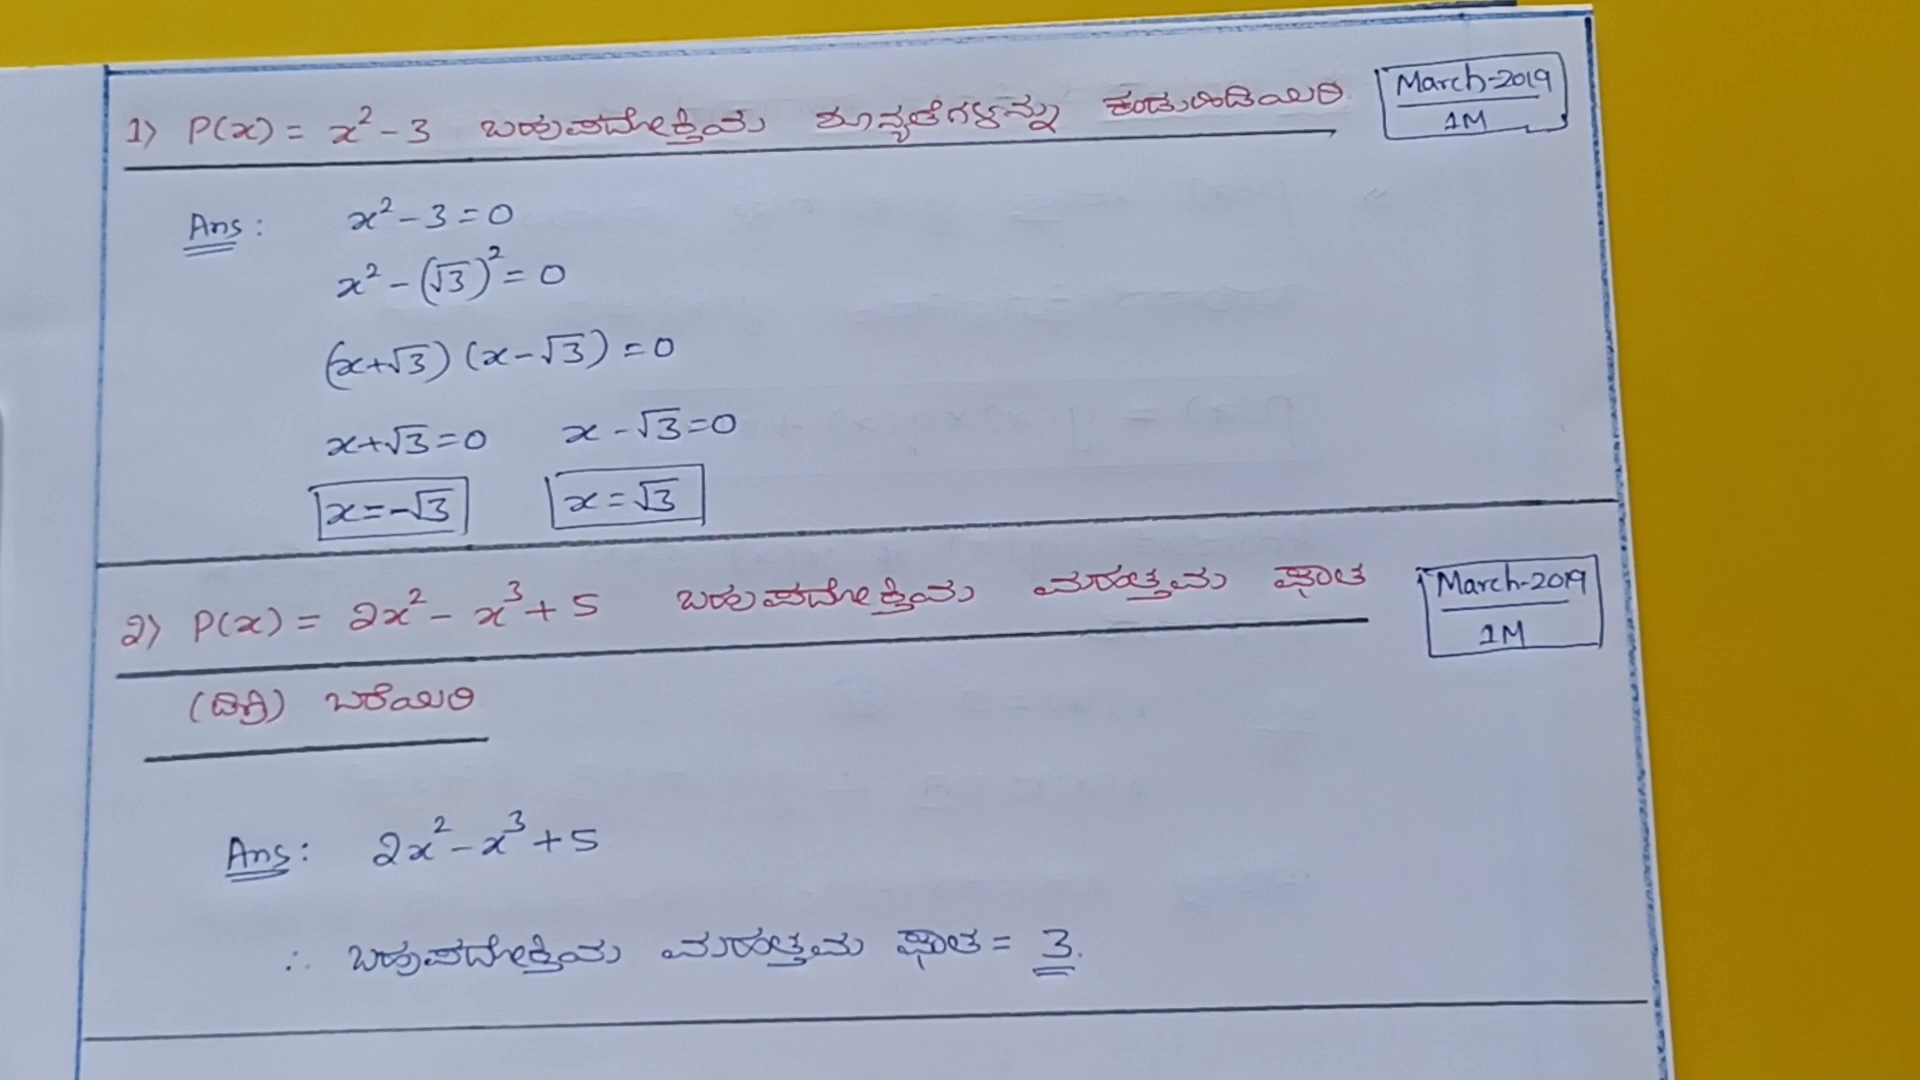 1) P(x) = x² - 3 ಬಹುಪದೋಕ್ತಿಯ ಶೂನ್ಯತೆಗಳನ್ನು ಕಂಡುಹಿಡಿಯಿರಿ
March-2019
1M
Ans: x² - 3 = 0
x² - (√3)² = 0
(x+√3) (x-√3) = 0
x+√3 = 0 x-√3 = 0
x = -√3 x = √3
2) P(x) = 2x² - x³ + 5 ಬಹುಪದೋಕ್ತಿಯ ಮಹತ್ತಮ ಘಾತ
March-2019
1M
(ಡಿಗ್ರಿ) ಬರೆಯಿರಿ
Ans: 2x² - x³ + 5
∴ ಬಹುಪದೋಕ್ತಿಯ ಮಹತ್ತಮ ಘಾತ = 3.